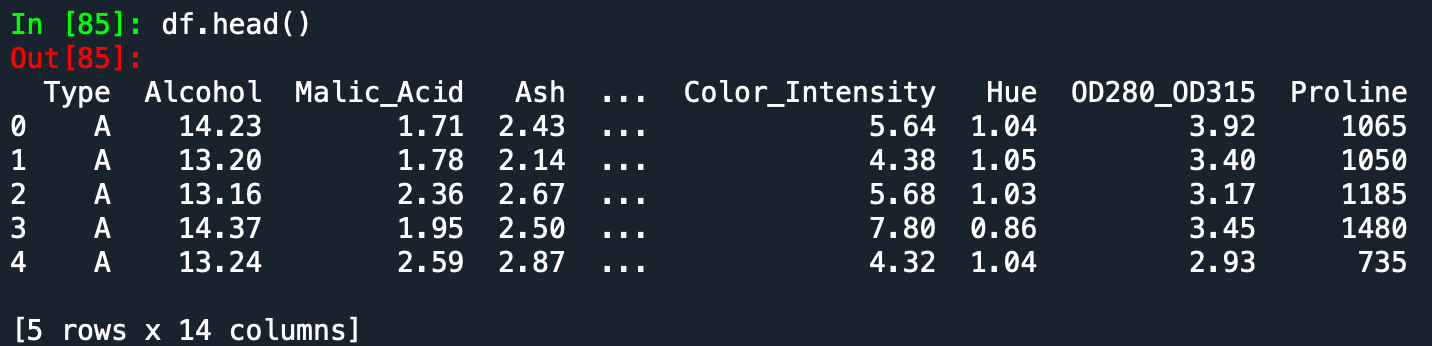 In [85]: df.head()
Out[85]:
  Type  Alcohol  Malic_Acid   Ash  ...  Color_Intensity   Hue  OD280_OD315  Proline
0    A    14.23        1.71  2.43  ...             5.64  1.04         3.92     1065
1    A    13.20        1.78  2.14  ...             4.38  1.05         3.40     1050
2    A    13.16        2.36  2.67  ...             5.68  1.03         3.17     1185
3    A    14.37        1.95  2.50  ...             7.80  0.86         3.45     1480
4    A    13.24        2.59  2.87  ...             4.32  1.04         2.93      735
[5 rows x 14 columns]